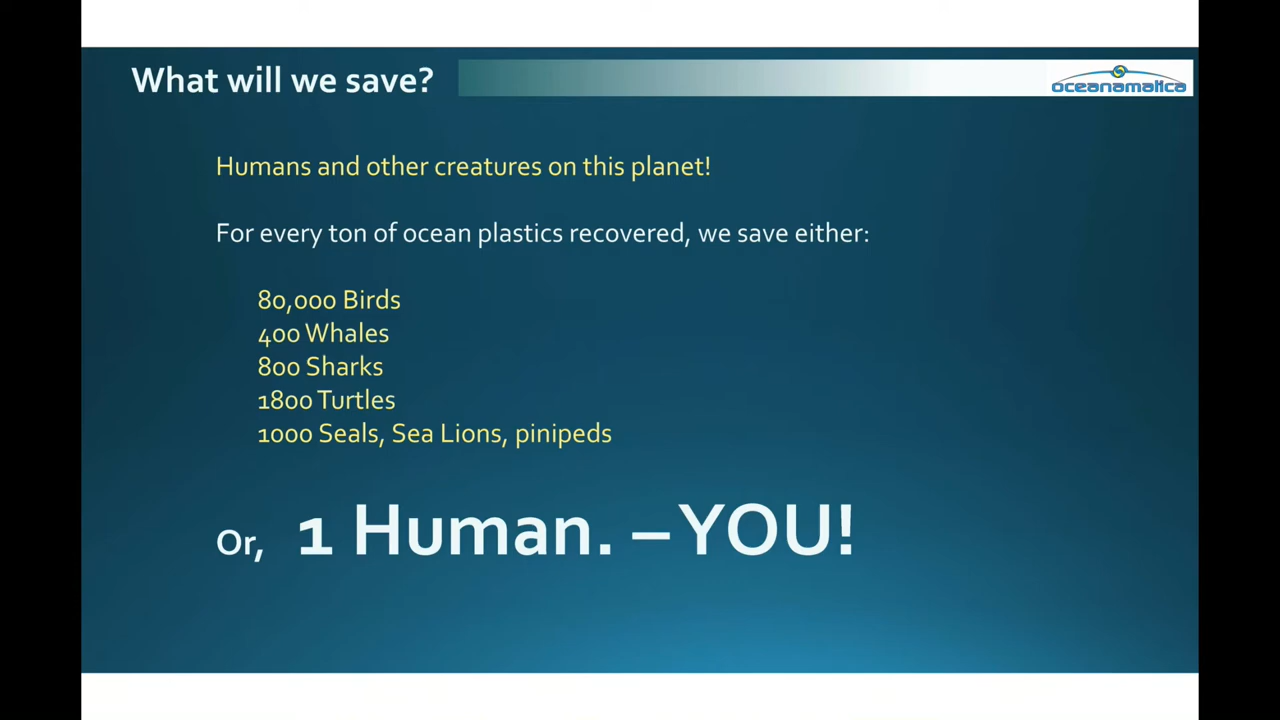 What will we save?
oceanamatica
Humans and other creatures on this planet!
For every ton of ocean plastics recovered, we save either:
80,000 Birds
400 Whales
800 Sharks
1800 Turtles
1000 Seals, Sea Lions, pinipeds
Or, 1 Human. – YOU!